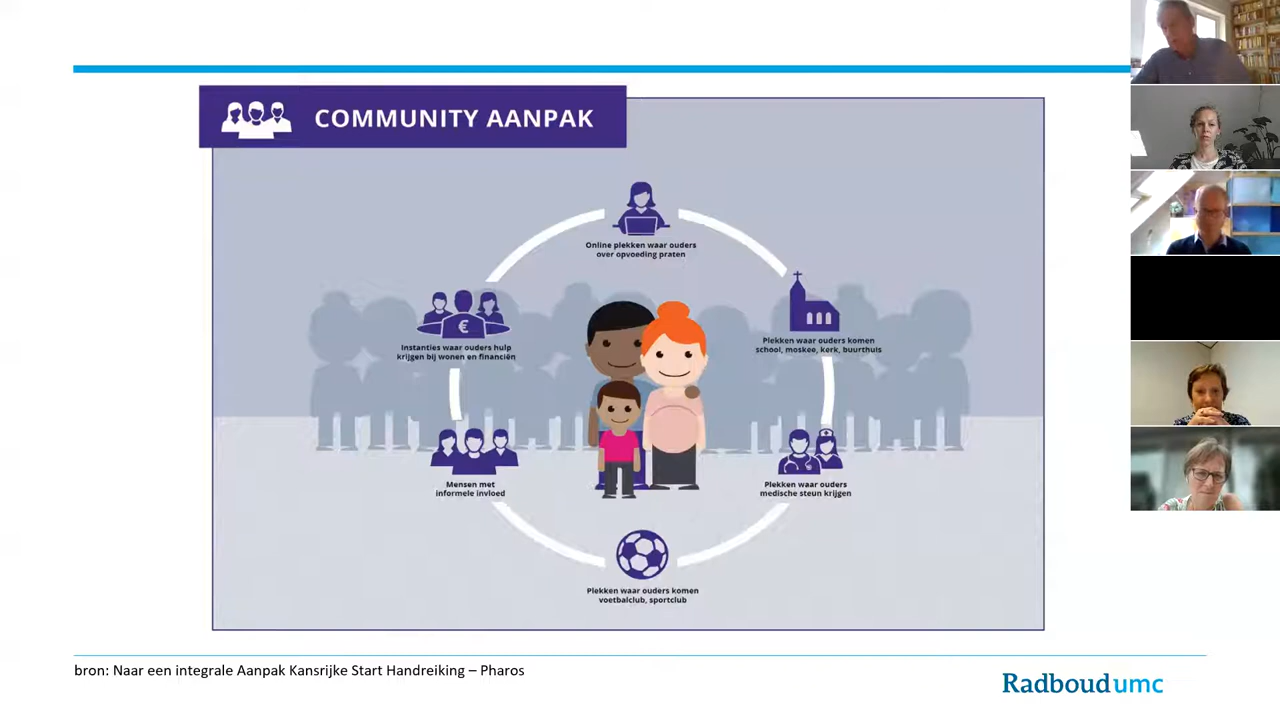 COMMUNITY AANPAK
Online plekken waar ouders
over opvoeding praten
Instanties waar ouders hulp
krijgen bij wonen en financiën
€
Plekken waar ouders komen
school, moskee, kerk, buurthuis
Mensen met
informele invloed
Plekken waar ouders
medische steun krijgen
Plekken waar ouders komen
voetbalclub, sportclub
bron: Naar een integrale Aanpak Kansrijke Start Handreiking – Pharos
Radboudumc